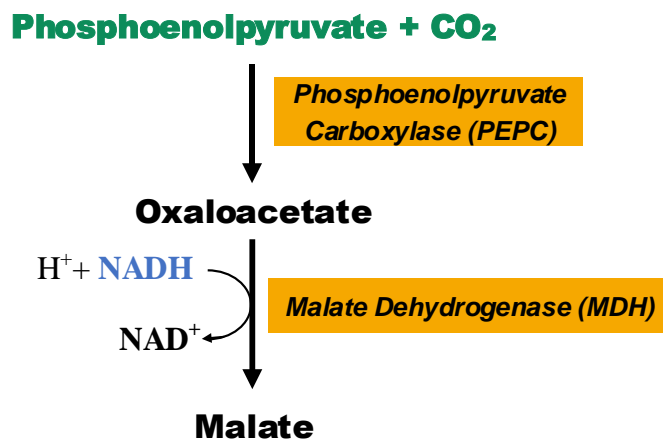 Phosphoenolpyruvate + CO₂
Phosphoenolpyruvate
Carboxylase (PEPC)
Oxaloacetate
H⁺+ NADH
Malate Dehydrogenase (MDH)
NAD⁺
Malate